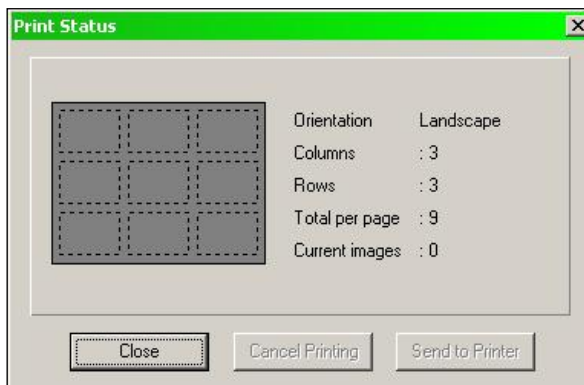 Print Status
Orientation Landscape
Columns : 3
Rows : 3
Total per page : 9
Current images : 0
Close Cancel Printing Send to Printer